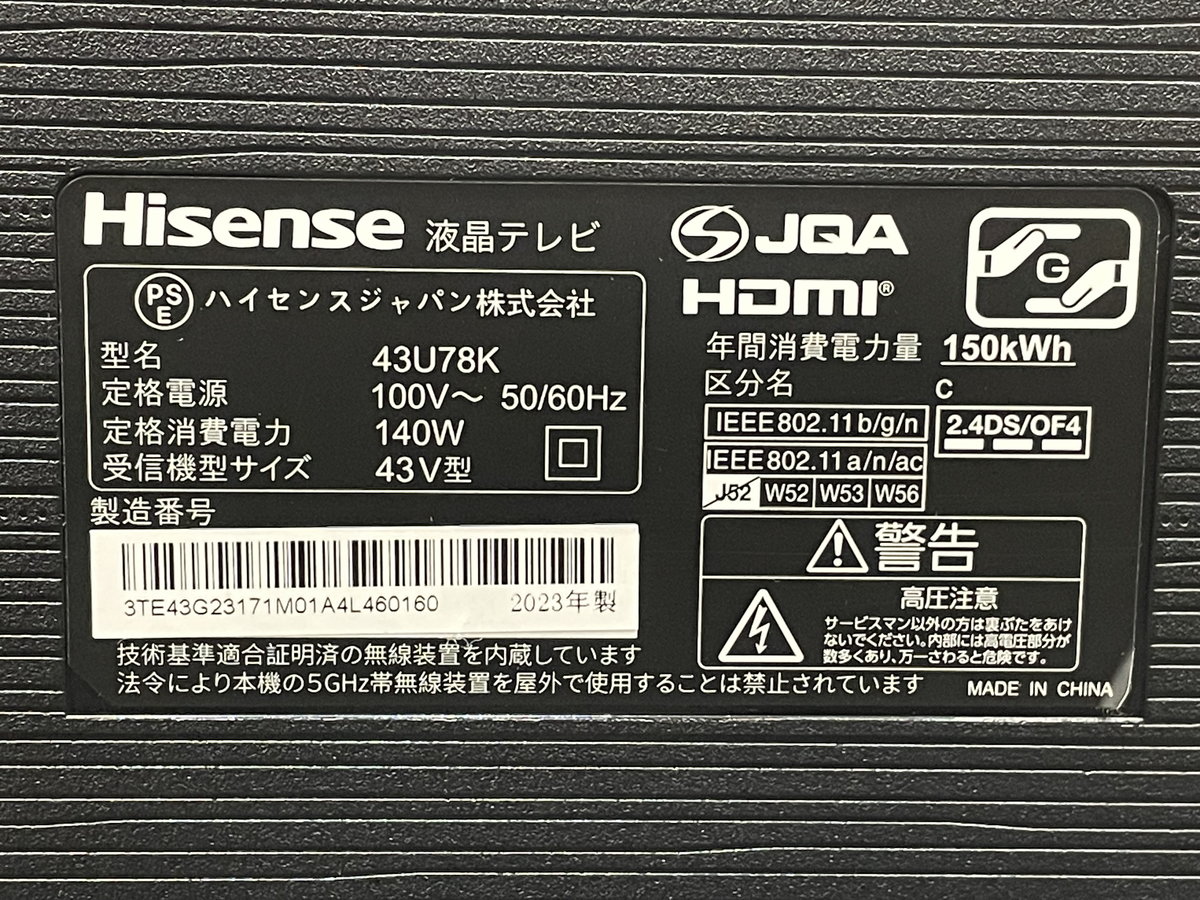 Hisense 液晶テレビ
PSE ハイセンスジャパン株式会社
型名 43U78K
定格電源 100V～ 50/60Hz
定格消費電力 140W
受信機型サイズ 43V型
製造番号
3TE43G23171M01A4L460160 2023年製
技術基準適合証明済の無線装置を内蔵しています
法令により本機の5GHz帯無線装置を屋外で使用することは禁止されています
JQA
HDMI®
G
年間消費電力量 150kWh
区分名 C
IEEE802.11b/g/n
2.4DS/OF4
IEEE802.11a/n/ac
J52 W52 W53 W56
警告
高圧注意
サービスマン以外の方は裏ぶたをあけ
ないでください。内部には高電圧部分が
数多くあり、万一さわると危険です。
MADE IN CHINA